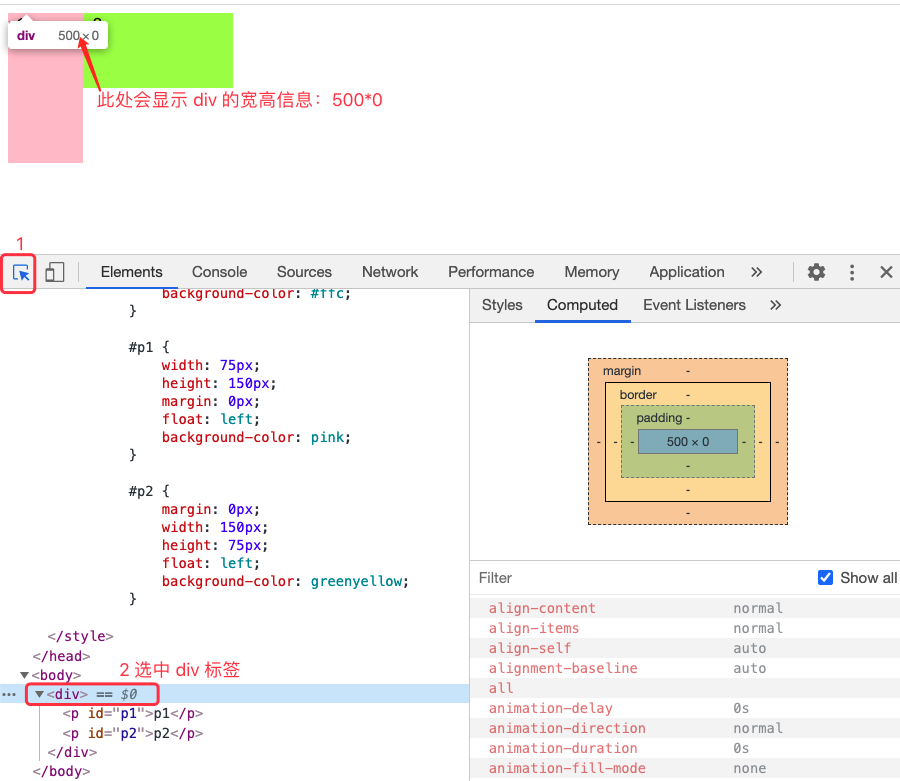 div 500×0
此处会显示 div 的宽高信息：500*0
1
Elements Console Sources Network Performance Memory Application »
background-color: #ffc;
}
#p1 {
width: 75px;
height: 150px;
margin: 0px;
float: left;
background-color: pink;
}
#p2 {
margin: 0px;
width: 150px;
height: 75px;
float: left;
background-color: greenyellow;
}
</style>
</head>
▼<body>
2 选中 div 标签
… ▼<div> == $0
<p id="p1">p1</p>
<p id="p2">p2</p>
</div>
</body>
Styles Computed Event Listeners »
margin -
border -
padding -
- - - 500 × 0 - - -
-
-
-
Filter Show all
align-content normal
align-items normal
align-self auto
alignment-baseline auto
all
animation-delay 0s
animation-direction normal
animation-duration 0s
animation-fill-mode none